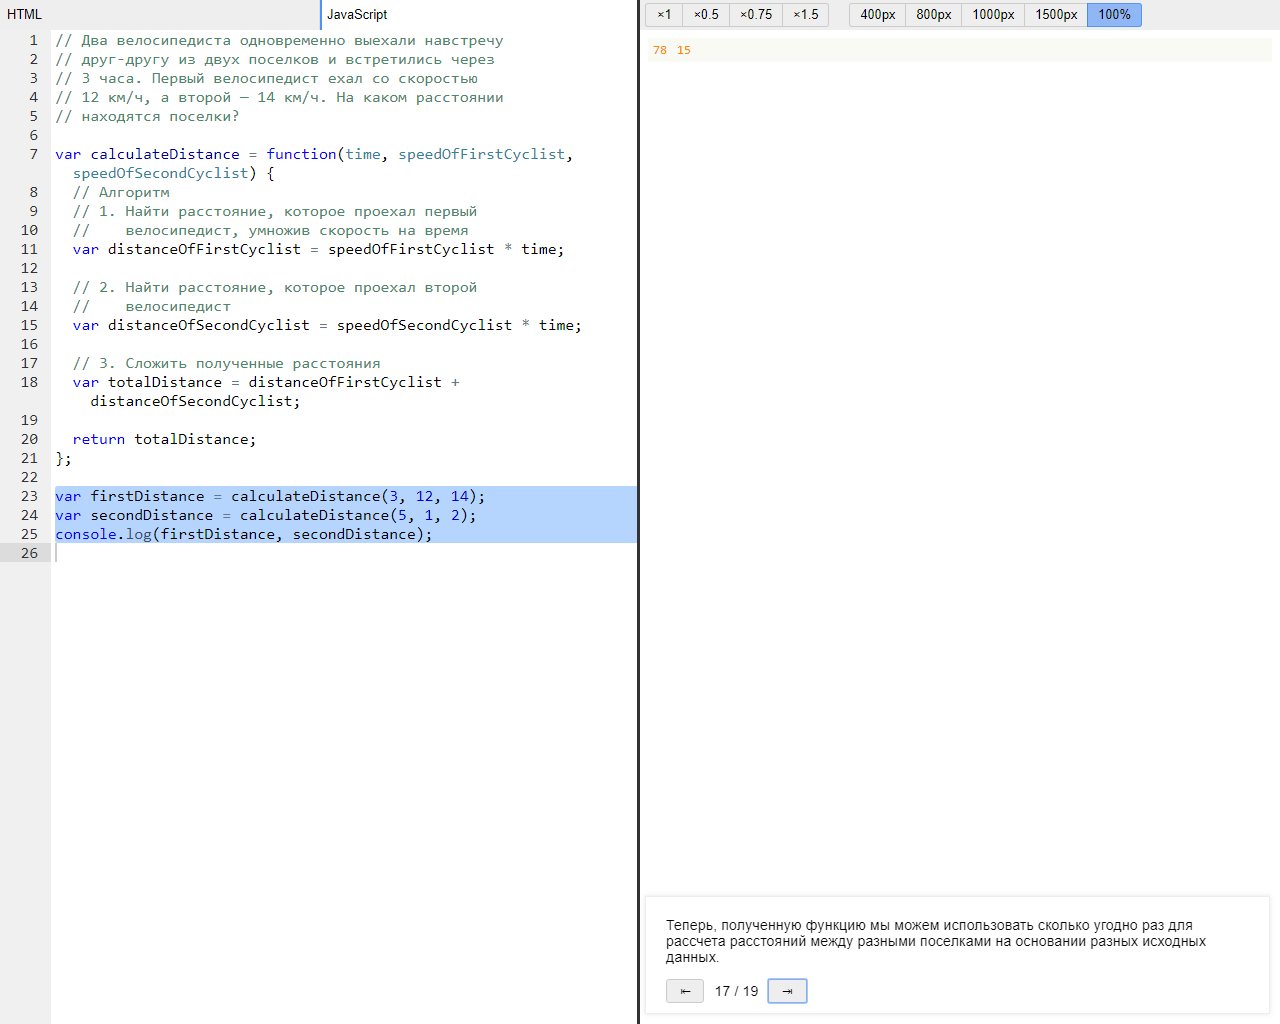 HTML
JavaScript
×1 ×0.5 ×0.75 ×1.5 400px 800px 1000px 1500px 100%
1 // Два велосипедиста одновременно выехали навстречу
2 // друг-другу из двух поселков и встретились через
3 // 3 часа. Первый велосипедист ехал со скоростью
4 // 12 км/ч, а второй — 14 км/ч. На каком расстоянии
5 // находятся поселки?
6
7 var calculateDistance = function(time, speedOfFirstCyclist,
speedOfSecondCyclist) {
8 // Алгоритм
9 // 1. Найти расстояние, которое проехал первый
10 //    велосипедист, умножив скорость на время
11 var distanceOfFirstCyclist = speedOfFirstCyclist * time;
12
13 // 2. Найти расстояние, которое проехал второй
14 //    велосипедист
15 var distanceOfSecondCyclist = speedOfSecondCyclist * time;
16
17 // 3. Сложить полученные расстояния
18 var totalDistance = distanceOfFirstCyclist +
distanceOfSecondCyclist;
19
20 return totalDistance;
21 };
22
23 var firstDistance = calculateDistance(3, 12, 14);
24 var secondDistance = calculateDistance(5, 1, 2);
25 console.log(firstDistance, secondDistance);
26
78 15
Теперь, полученную функцию мы можем использовать сколько угодно раз для
рассчета расстояний между разными поселками на основании разных исходных
данных.
⇤ 17 / 19 ⇥